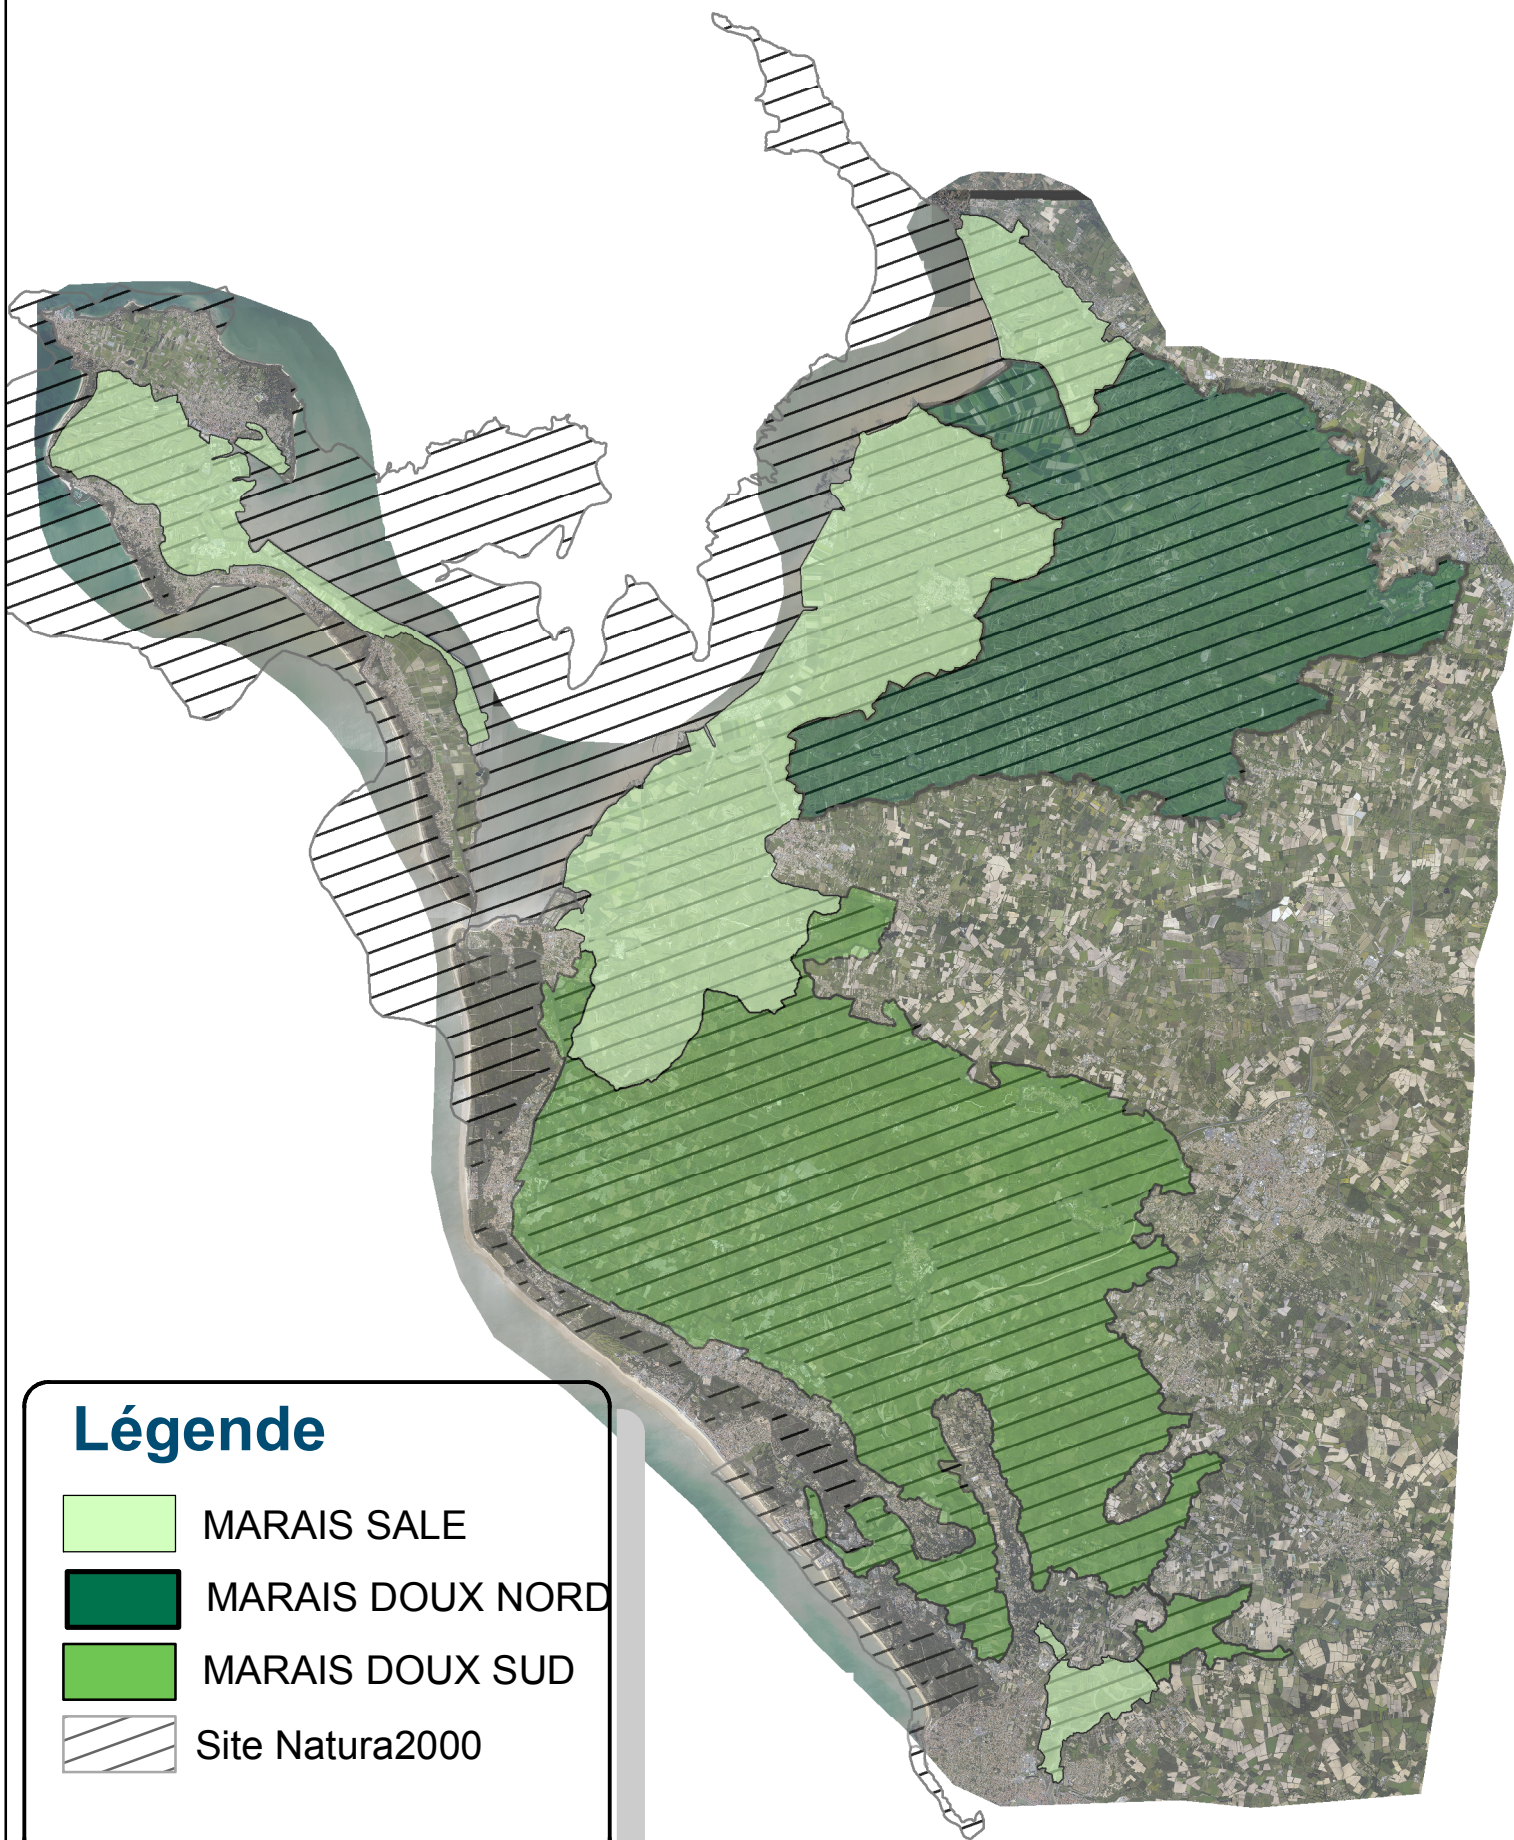 Légende
MARAIS SALE
MARAIS DOUX NORD
MARAIS DOUX SUD
Site Natura2000